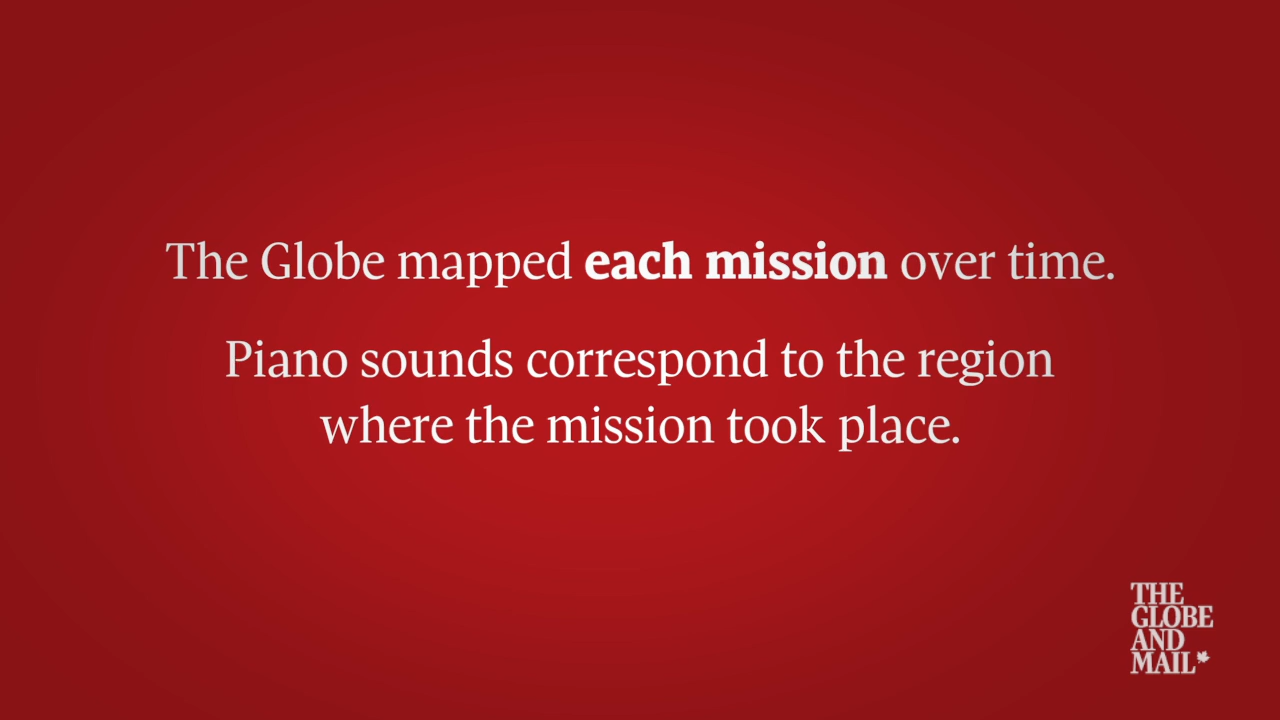 The Globe mapped each mission over time.
Piano sounds correspond to the region
where the mission took place.
THE
GLOBE
AND
MAIL